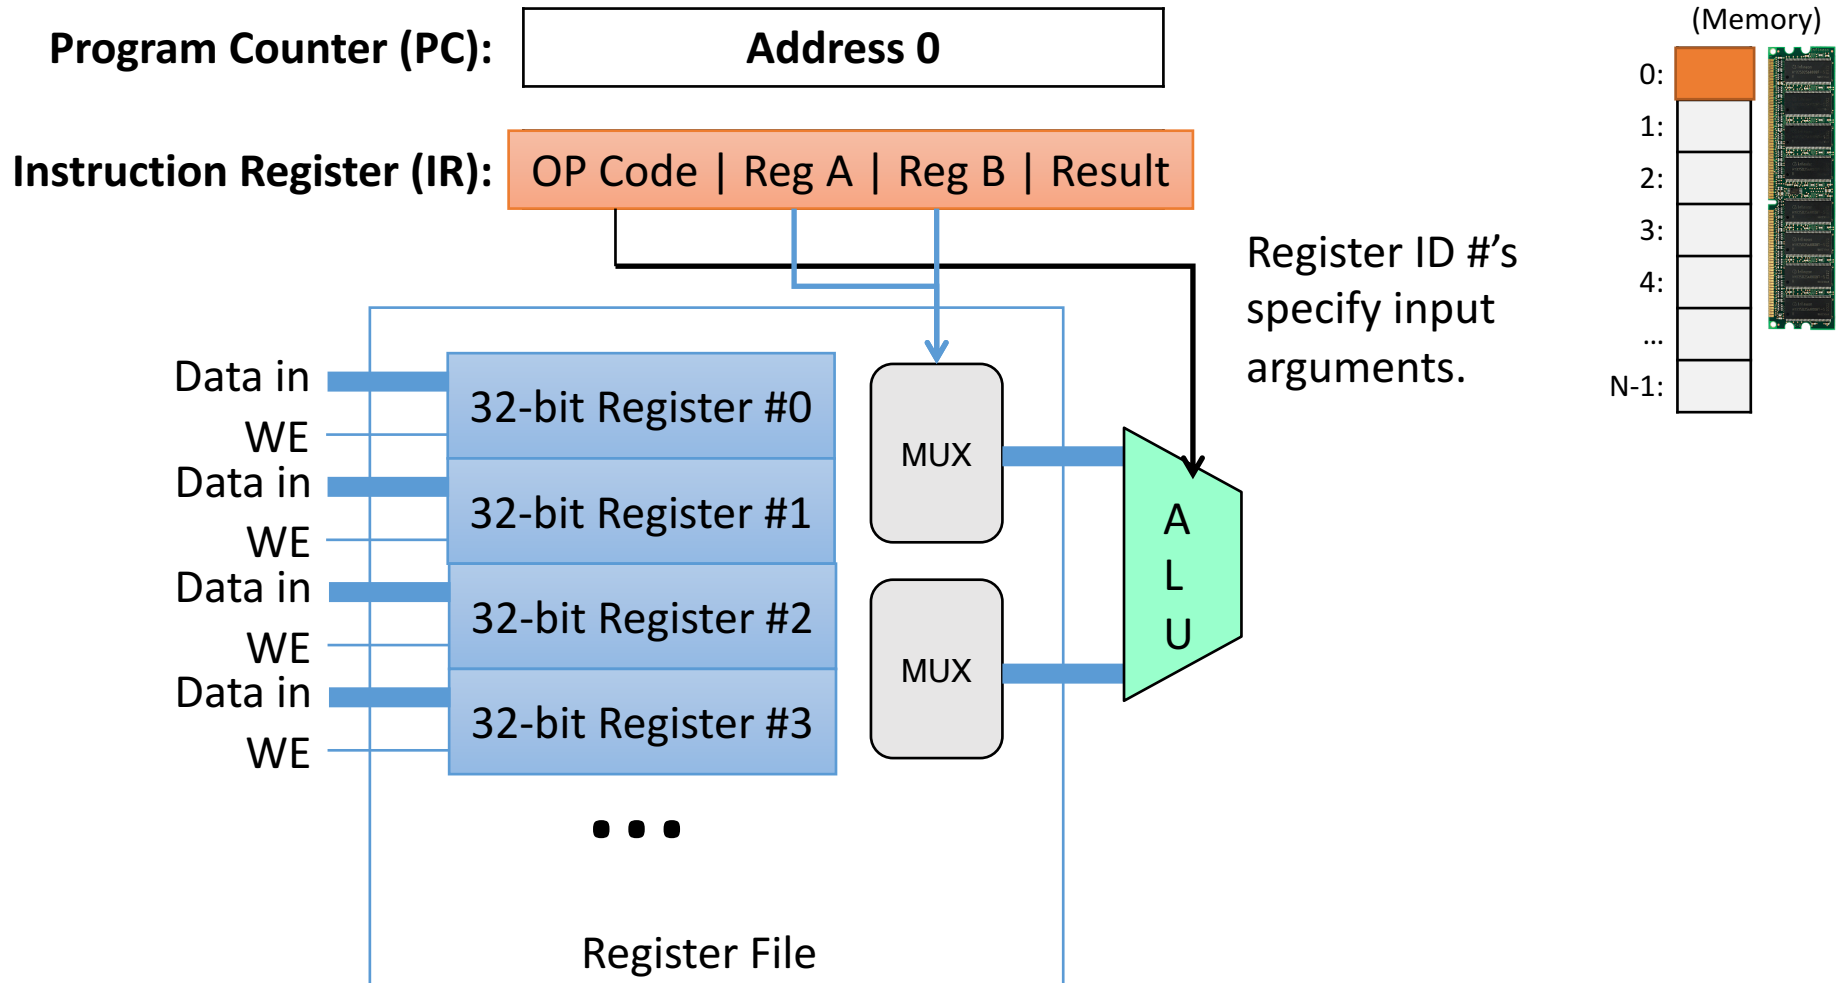 (Memory)
Program Counter (PC):
Address 0
0:
1:
Instruction Register (IR):
OP Code | Reg A | Reg B | Result
2:
3:
4:
...
N-1:
Register ID #’s
specify input
arguments.
Data in
WE
32-bit Register #0
Data in
WE
32-bit Register #1
Data in
WE
32-bit Register #2
Data in
WE
32-bit Register #3
MUX
MUX
A
L
U
...
Register File